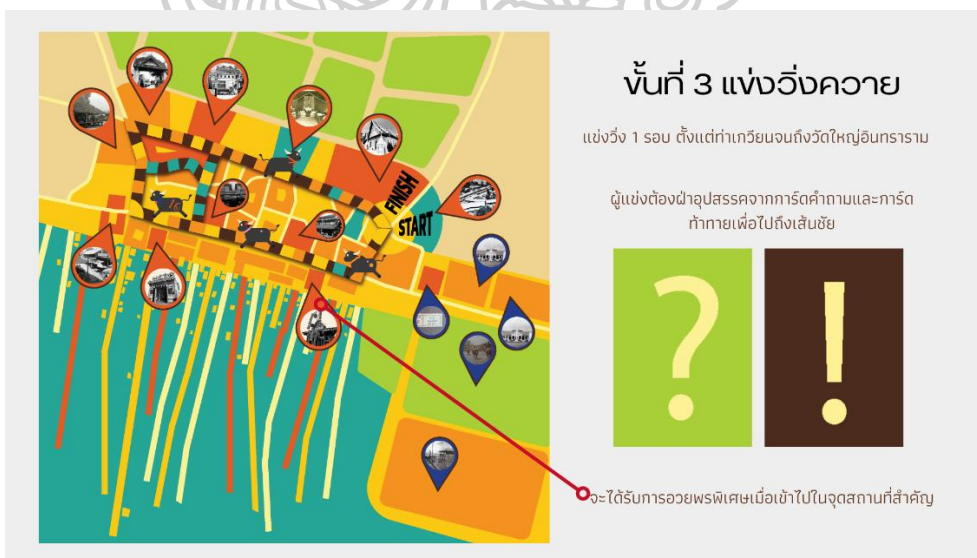 ขั้นที่ 3 แข่งวิ่งควาย
แข่งวิ่ง 1 รอบ ตั้งแต่ท่าเกวียนจนถึงวัดใหญ่อินทราราม
ผู้แข่งต้องฝ่าอุปสรรคจากการ์ดคำถามและการ์ด
ท้าทายเพื่อไปถึงเส้นชัย
FINISH
START
?
!
จะได้รับการอวยพรพิเศษเมื่อเข้าไปในจุดสถานที่สำคัญ